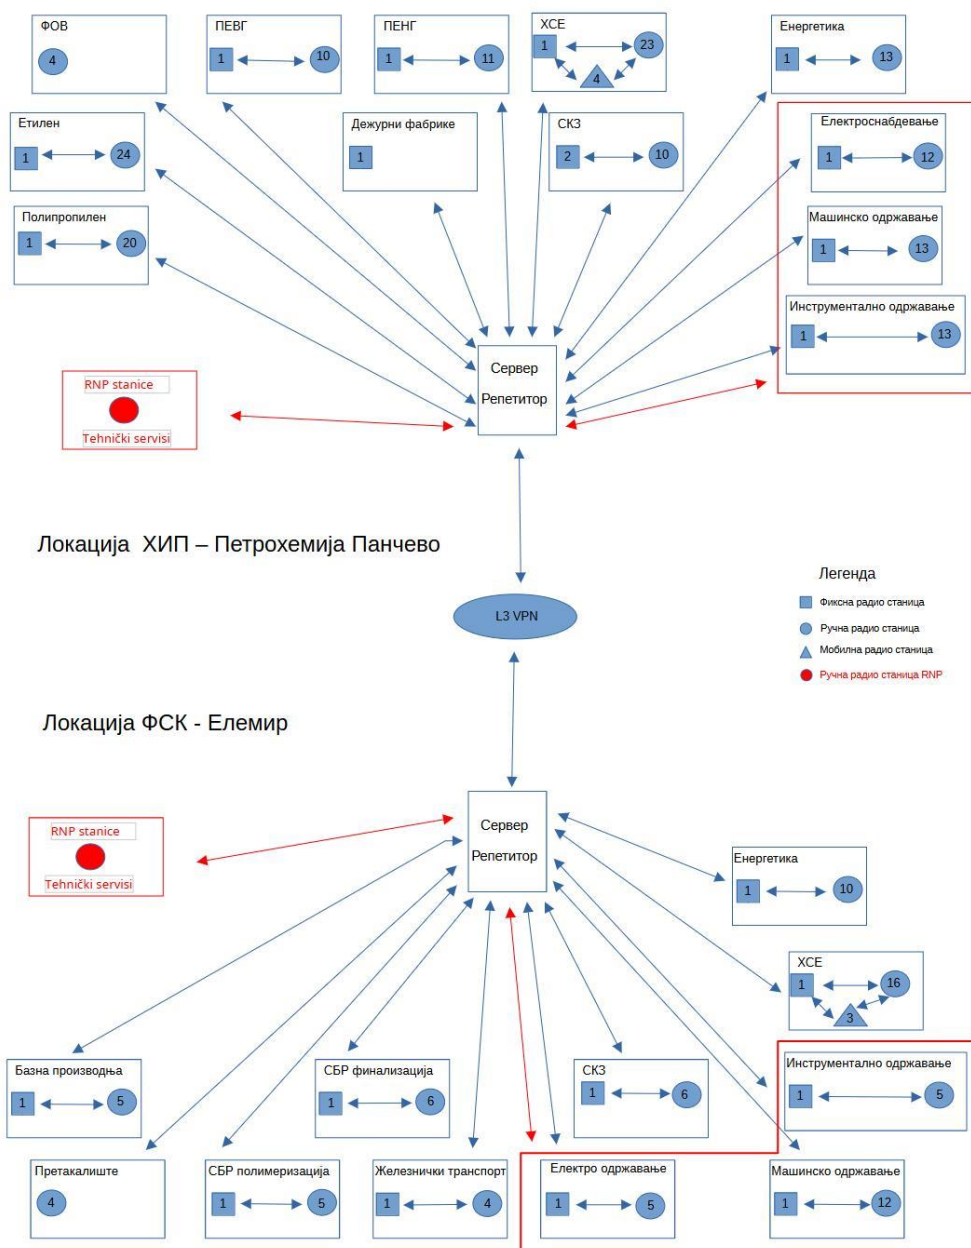 ФОВ
4
ПЕВГ
1
10
ПЕНГ
1
11
ХСЕ
1
23
4
Енергетика
1
13
Етилен
1
24
Дежурни фабрике
1
СКЗ
2
10
Електроснабдевање
1
12
Полипропилен
1
20
Машинско одржавање
1
13
Инструментално одржавање
1
13
Сервер
Репетитор
RNP stanice
Tehnički servisi
Локација ХИП – Петрохемија Панчево
L3 VPN
Легенда
Фиксна радио станица
Ручна радио станица
Мобилна радио станица
Ручна радио станица RNP
Локација ФСК - Елемир
Сервер
Репетитор
RNP stanice
Tehnički servisi
Енергетика
1
10
ХСЕ
1
16
3
Базна производња
1
5
СБР финализација
1
6
СКЗ
1
6
Инструментално одржавање
1
5
Претакалиште
4
СБР полимеризација
1
5
Железнички транспорт
1
4
Електро одржавање
1
5
Машинско одржавање
1
12